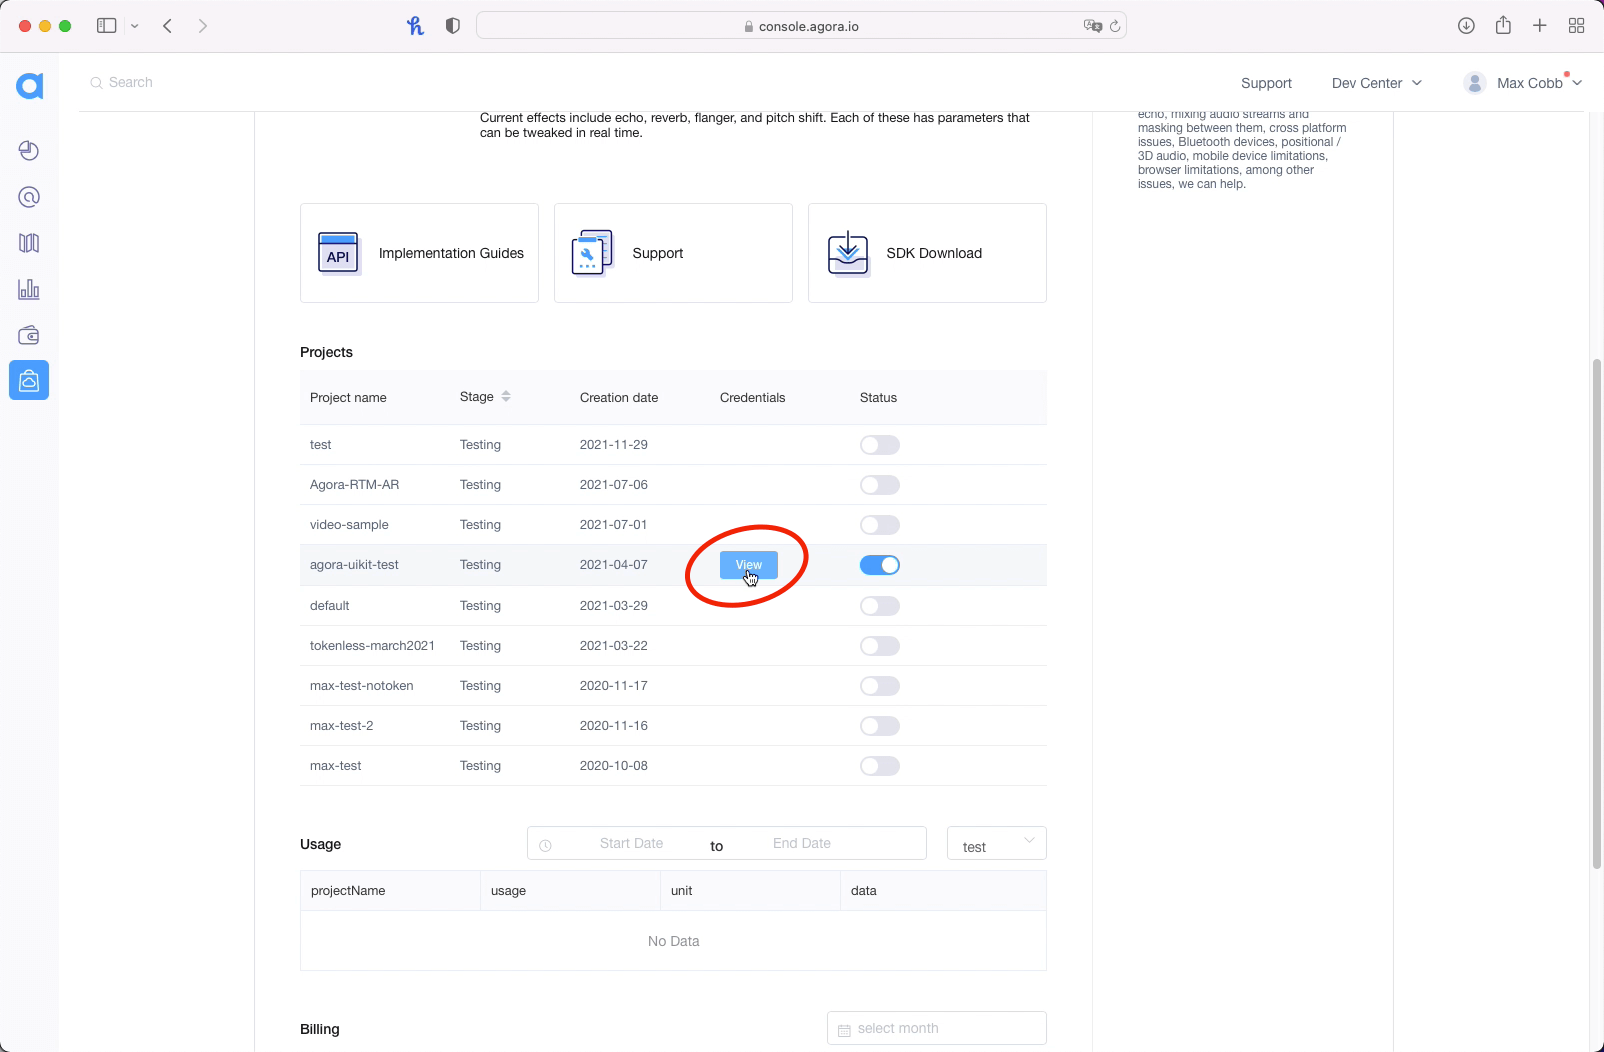 console.agora.io
Search
Support
Dev Center
Max Cobb
Current effects include echo, reverb, flanger, and pitch shift. Each of these has parameters that
can be tweaked in real time.
echo, mixing audio streams and
masking between them, cross platform
issues, Bluetooth devices, positional /
3D audio, mobile device limitations,
browser limitations, among other
issues, we can help.
API
Implementation Guides
Support
SDK Download
Projects
Project name Stage Creation date Credentials Status
test Testing 2021-11-29
Agora-RTM-AR Testing 2021-07-06
video-sample Testing 2021-07-01
agora-uikit-test Testing 2021-04-07 View
default Testing 2021-03-29
tokenless-march2021 Testing 2021-03-22
max-test-notoken Testing 2020-11-17
max-test-2 Testing 2020-11-16
max-test Testing 2020-10-08
Usage
Start Date to End Date
test
projectName usage unit data
No Data
Billing
select month